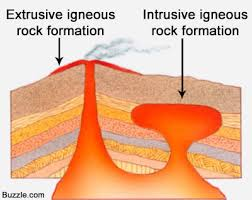 Extrusive igneous
rock formation
Intrusive igneous
rock formation
Buzzle.com